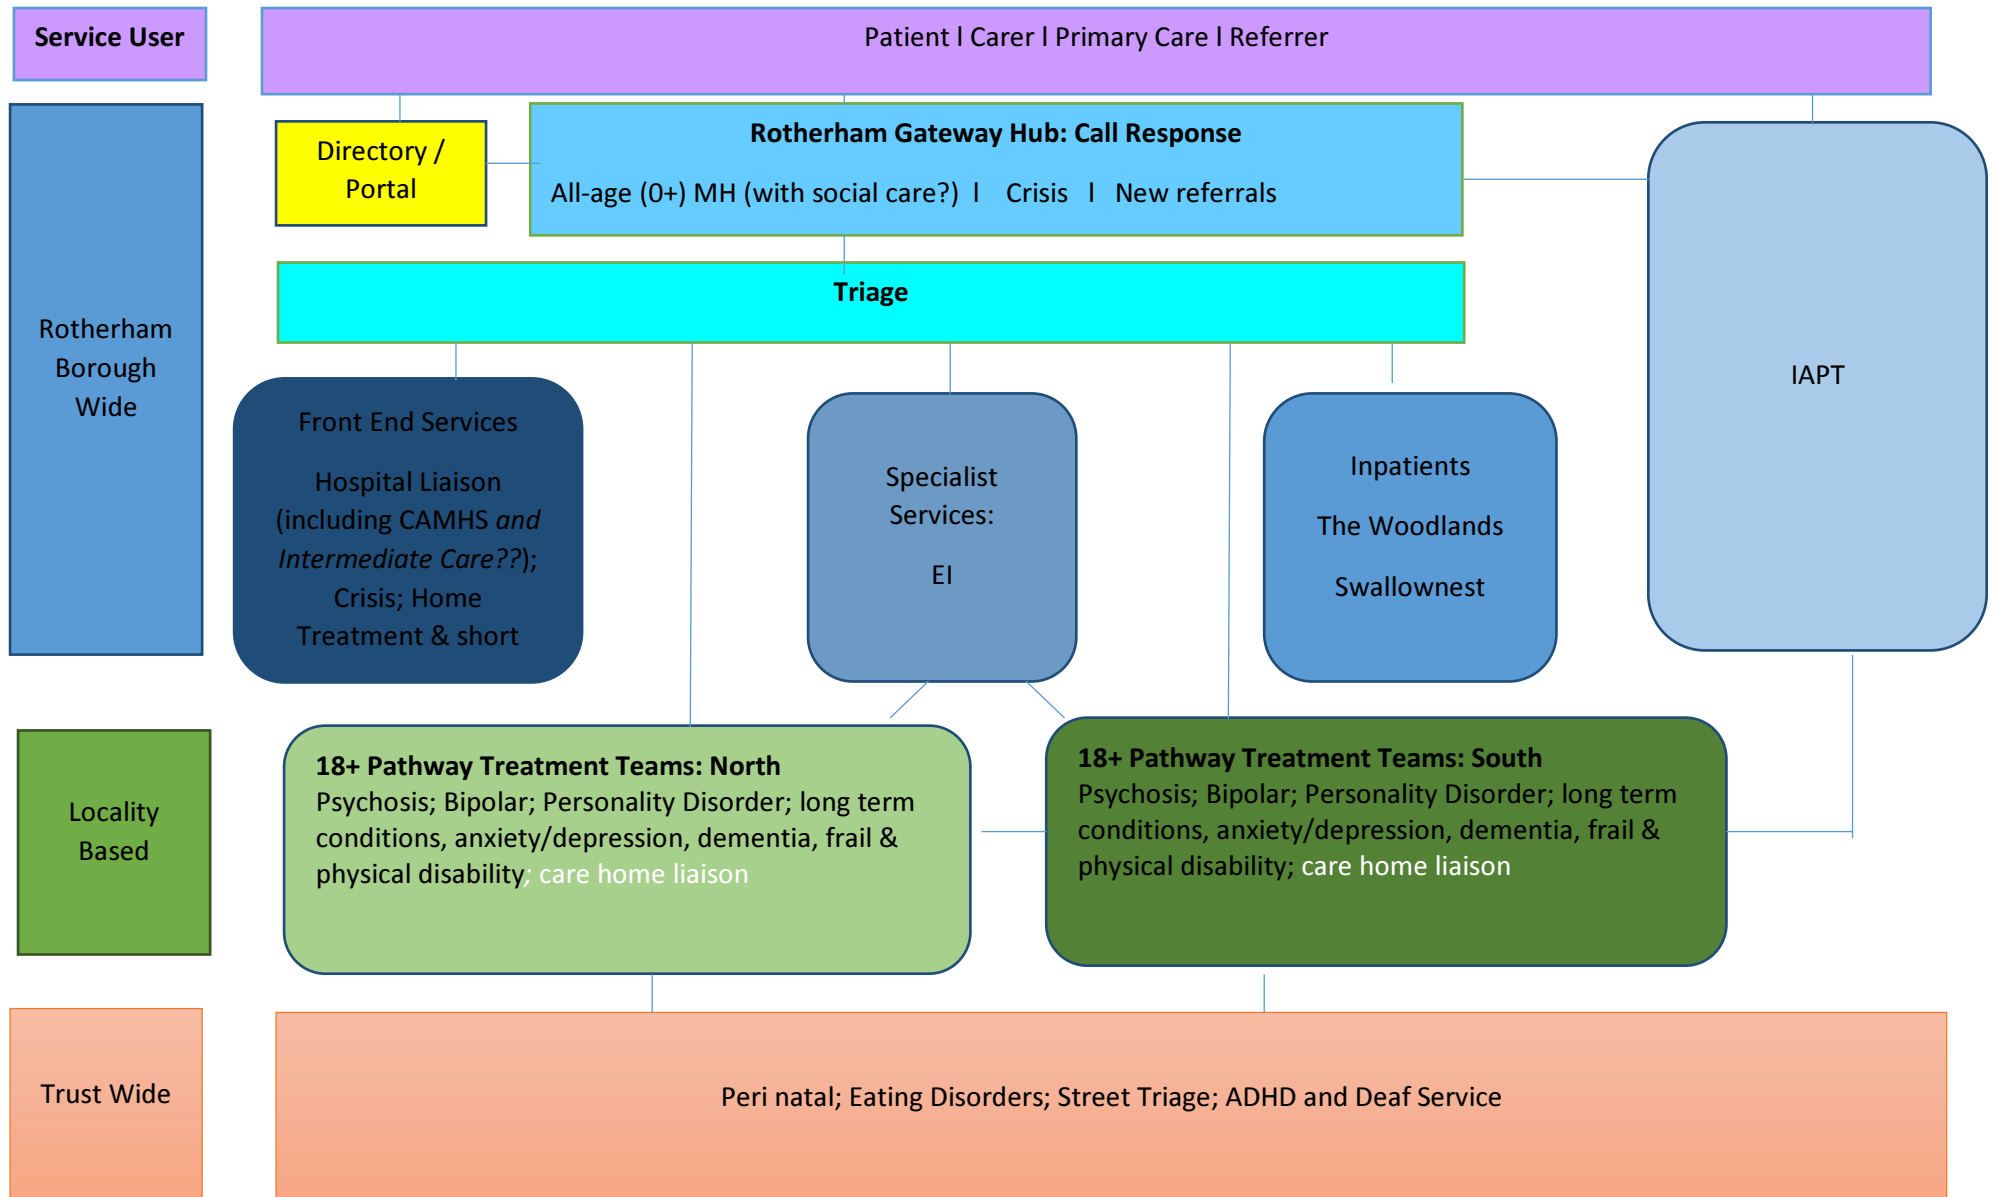 Service User
Patient l Carer l Primary Care l Referrer
Rotherham
Borough
Wide
Directory /
Portal
Rotherham Gateway Hub: Call Response
All-age (0+) MH (with social care?) l Crisis l New referrals
Triage
IAPT
Front End Services
Hospital Liaison
(including CAMHS and
Intermediate Care??);
Crisis; Home
Treatment & short
Specialist
Services:
EI
Inpatients
The Woodlands
Swallownest
Locality
Based
18+ Pathway Treatment Teams: North
Psychosis; Bipolar; Personality Disorder; long term
conditions, anxiety/depression, dementia, frail &
physical disability; care home liaison
18+ Pathway Treatment Teams: South
Psychosis; Bipolar; Personality Disorder; long term
conditions, anxiety/depression, dementia, frail &
physical disability; care home liaison
Trust Wide
Peri natal; Eating Disorders; Street Triage; ADHD and Deaf Service